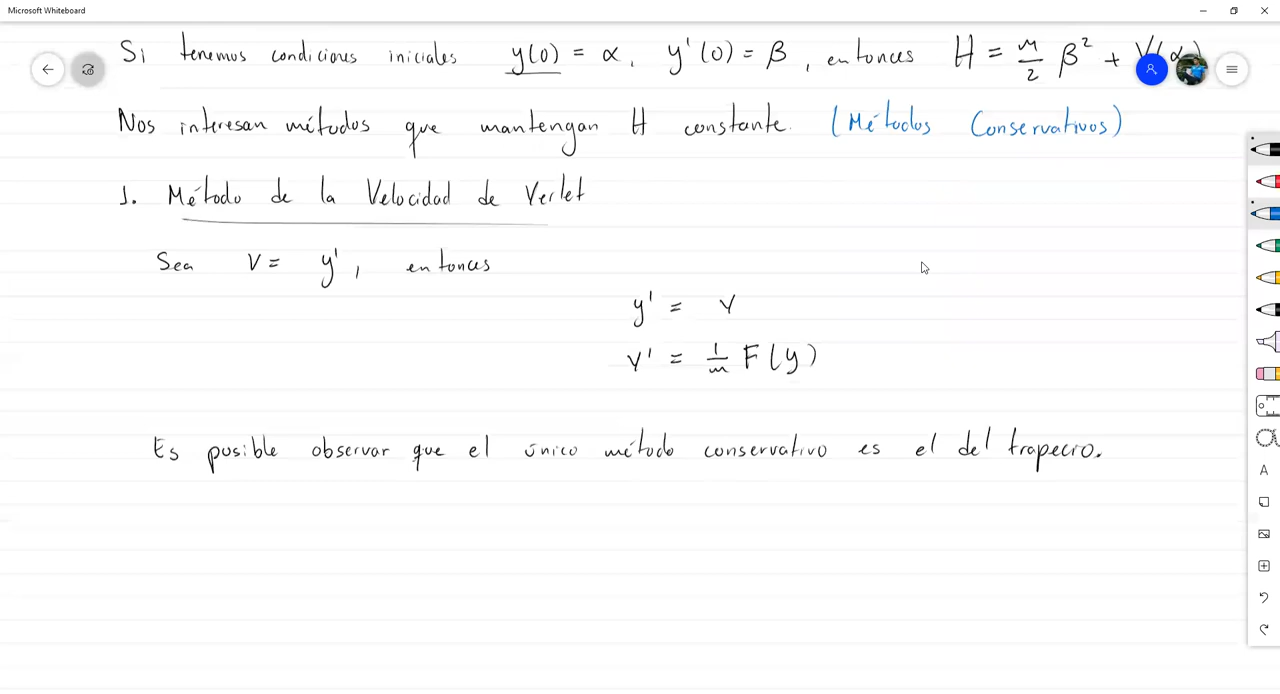 Microsoft Whiteboard
Si tenemos condiciones iniciales y(0) = α, y'(0) = β, entonces H = m/2 β² + V(α)
Nos interesan métodos que mantengan H constante. (Métodos Conservativos)
1. Método de la Velocidad de Verlet
Sea v = y', entonces
y' = v
v' = 1/m F(y)
Es posible observar que el único método conservativo es el del trapecio.
A